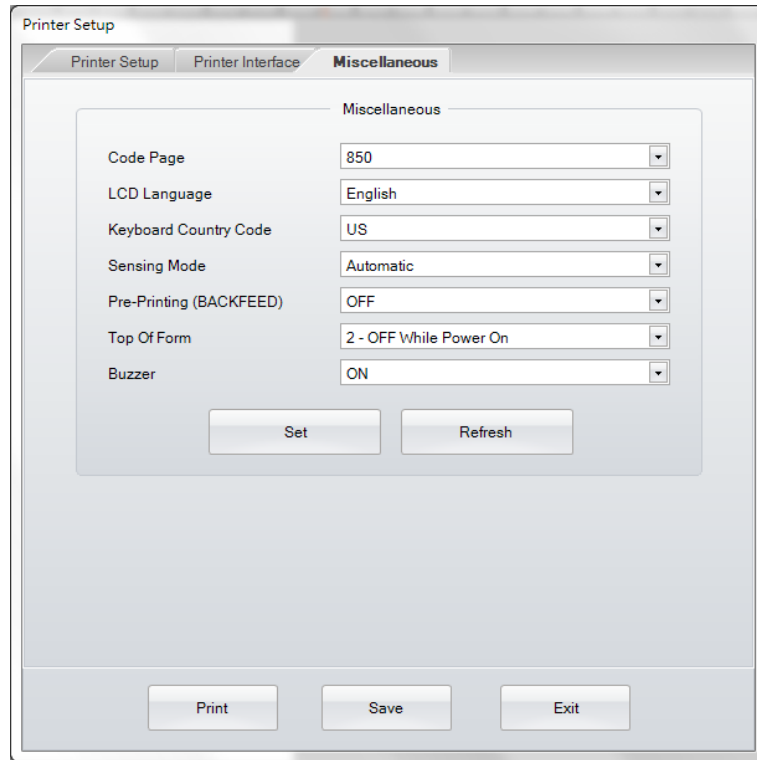 Printer Setup
Printer Setup Printer Interface Miscellaneous
Miscellaneous
Code Page 850
LCD Language English
Keyboard Country Code US
Sensing Mode Automatic
Pre-Printing (BACKFEED) OFF
Top Of Form 2 - OFF While Power On
Buzzer ON
Set Refresh
Print Save Exit